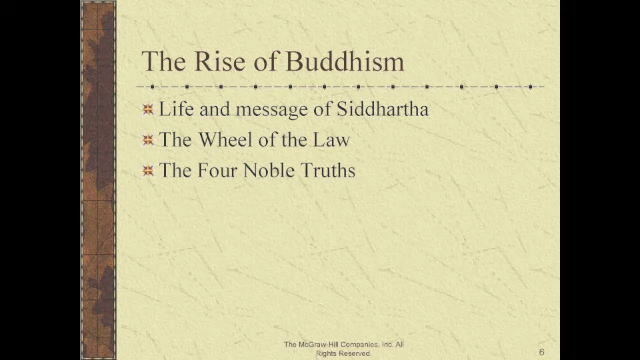 The Rise of Buddhism
Life and message of Siddhartha
The Wheel of the Law
The Four Noble Truths
The McGraw-Hill Companies, Inc. All
Rights Reserved.
6